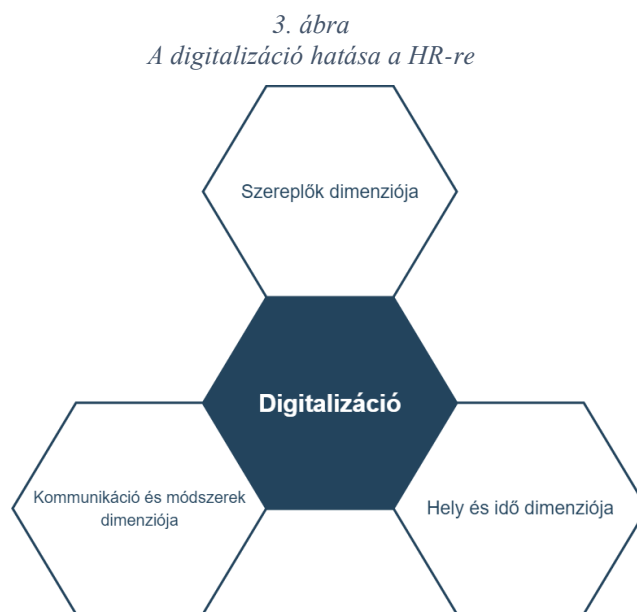 3. ábra
A digitalizáció hatása a HR-re
Szereplők dimenziója
Digitalizáció
Kommunikáció és módszerek
dimenziója
Hely és idő dimenziója